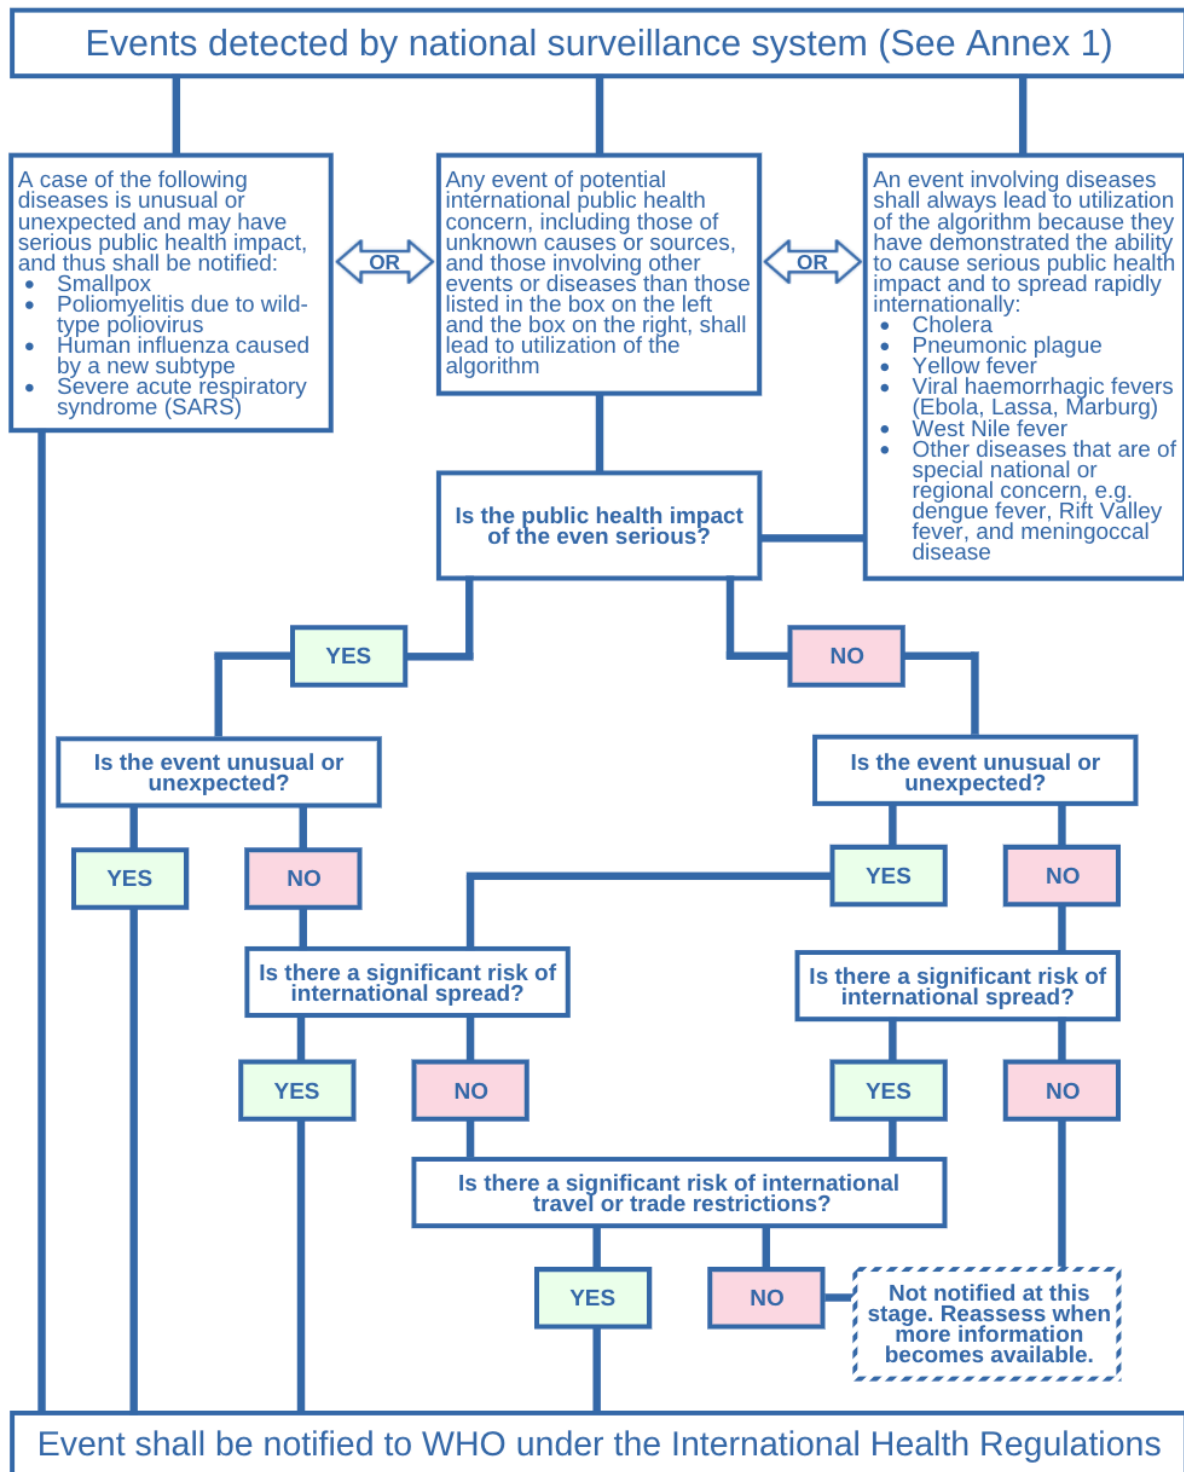 Events detected by national surveillance system (See Annex 1)
A case of the following
diseases is unusual or
unexpected and may have
serious public health impact,
and thus shall be notified:
• Smallpox
• Poliomyelitis due to wild-
type poliovirus
• Human influenza caused
by a new subtype
• Severe acute respiratory
syndrome (SARS)
OR
Any event of potential
international public health
concern, including those of
unknown causes or sources,
and those involving other
events or diseases than those
listed in the box on the left
and the box on the right, shall
lead to utilization of the
algorithm
OR
An event involving diseases
shall always lead to utilization
of the algorithm because they
have demonstrated the ability
to cause serious public health
impact and to spread rapidly
internationally:
• Cholera
• Pneumonic plague
• Yellow fever
• Viral haemorrhagic fevers
(Ebola, Lassa, Marburg)
• West Nile fever
• Other diseases that are of
special national or
regional concern, e.g.
dengue fever, Rift Valley
fever, and meningoccal
disease
Is the public health impact
of the even serious?
YES
NO
Is the event unusual or
unexpected?
Is the event unusual or
unexpected?
YES
NO
YES
NO
Is there a significant risk of
international spread?
Is there a significant risk of
international spread?
YES
NO
YES
NO
Is there a significant risk of international
travel or trade restrictions?
YES
NO
Not notified at this
stage. Reassess when
more information
becomes available.
Event shall be notified to WHO under the International Health Regulations